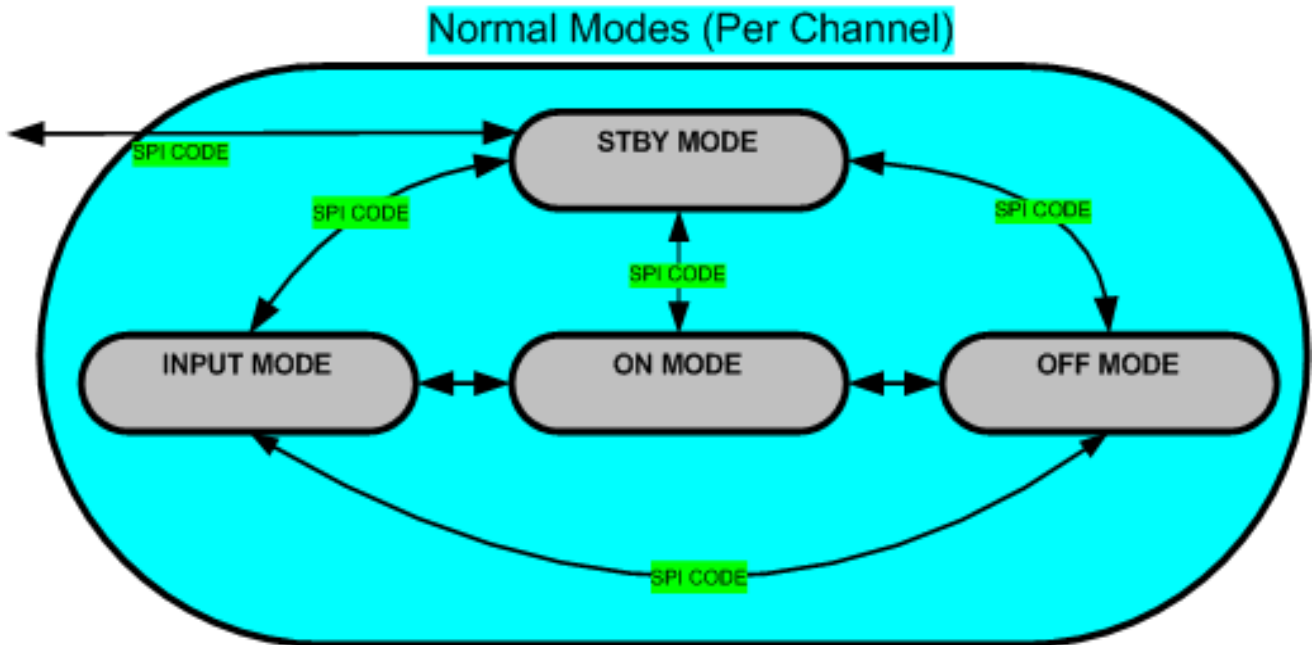 Normal Modes (Per Channel)
STBY MODE
SPI CODE
SPI CODE
SPI CODE
SPI CODE
INPUT MODE
ON MODE
OFF MODE
SPI CODE